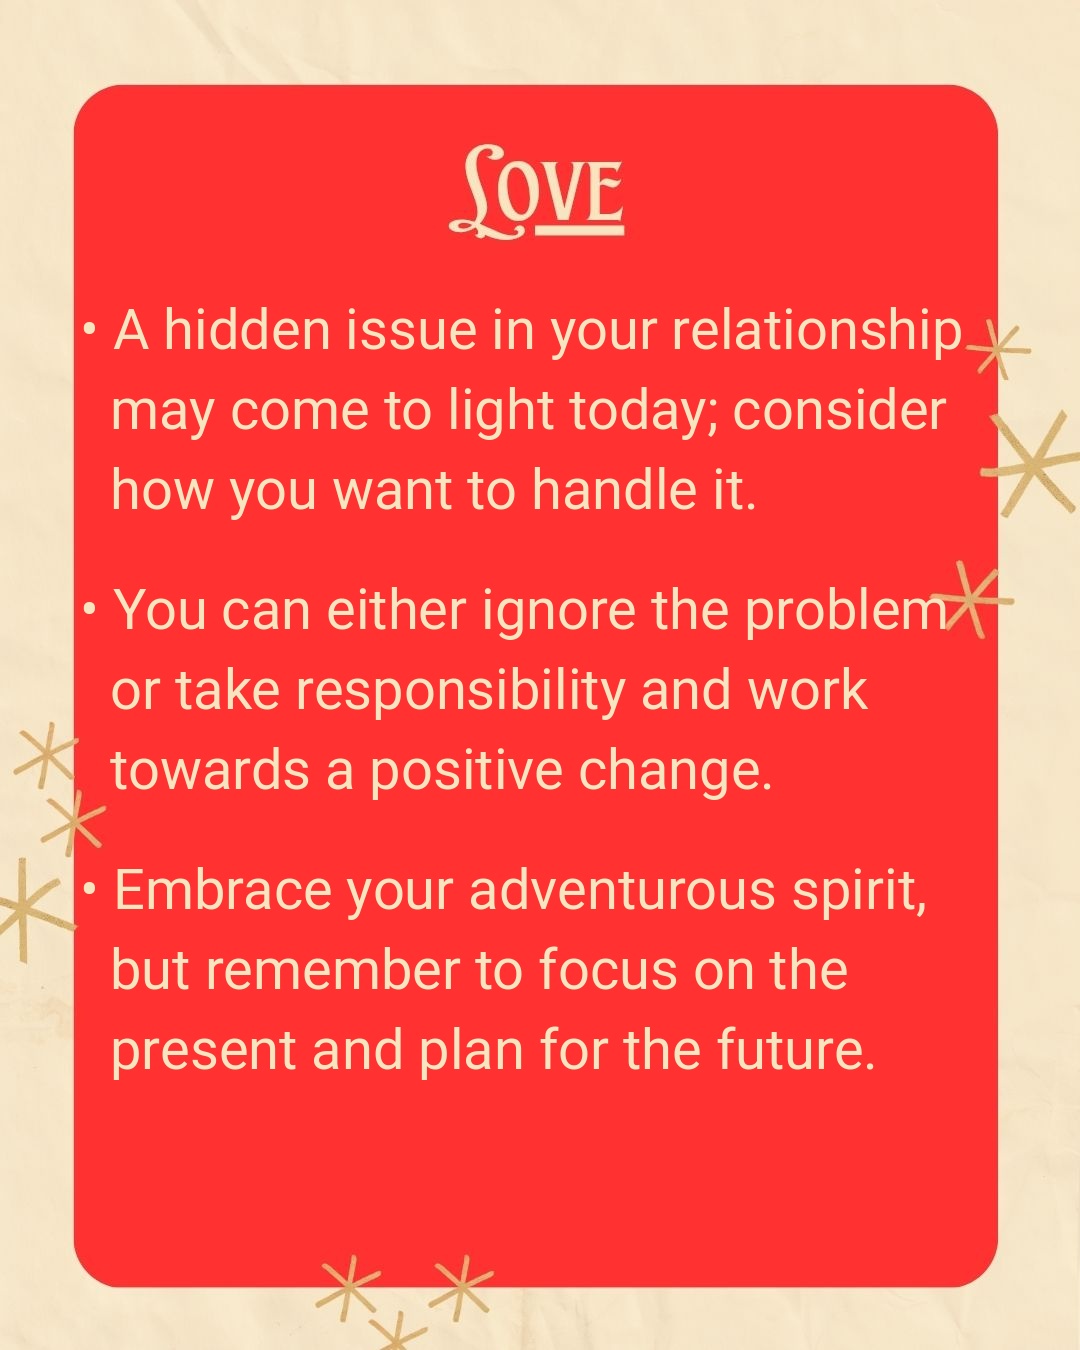 Love
• A hidden issue in your relationship
may come to light today; consider
how you want to handle it.
• You can either ignore the problem
or take responsibility and work
towards a positive change.
• Embrace your adventurous spirit,
but remember to focus on the
present and plan for the future.